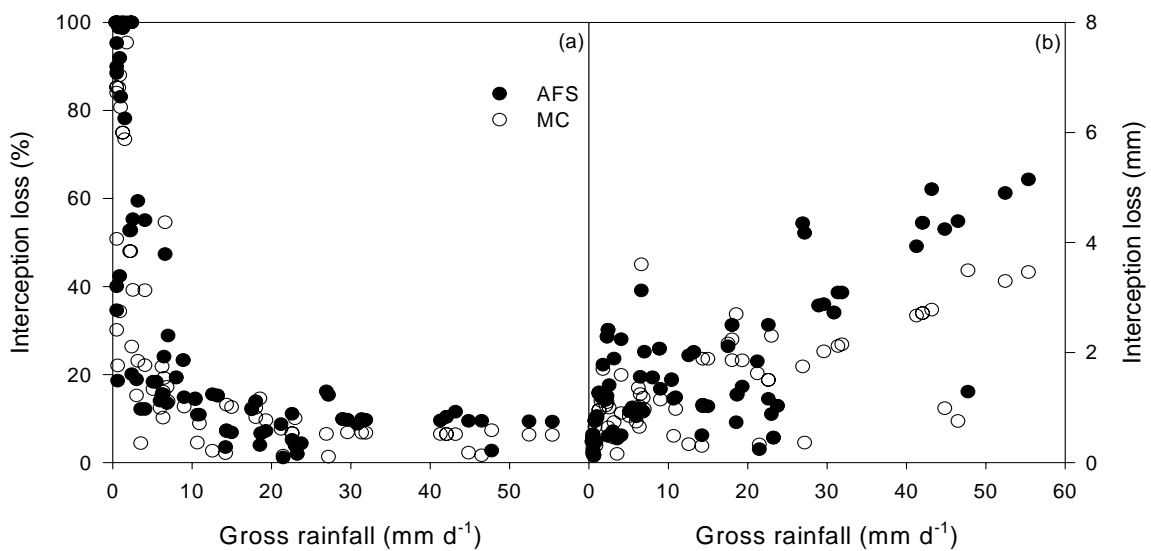 100
80
60
40
20
0
Interception loss (%)
(a)
AFS
MC
0 10 20 30 40 50 60
Gross rainfall (mm d⁻¹)
(b)
8
6
4
2
0
Interception loss (mm)
0 10 20 30 40 50 60
Gross rainfall (mm d⁻¹)